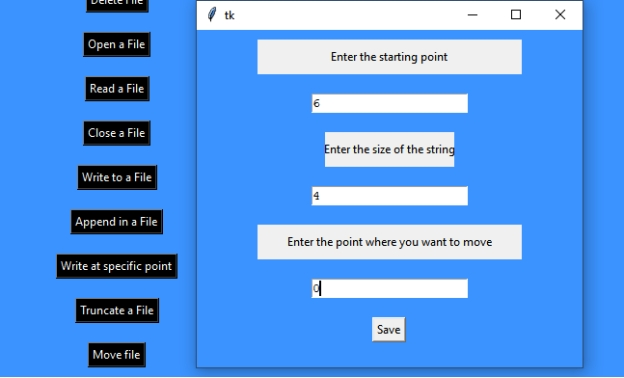 Delete File
Open a File
Read a File
Close a File
Write to a File
Append in a File
Write at specific point
Truncate a File
Move file
tk
Enter the starting point
6
Enter the size of the string
4
Enter the point where you want to move
0
Save